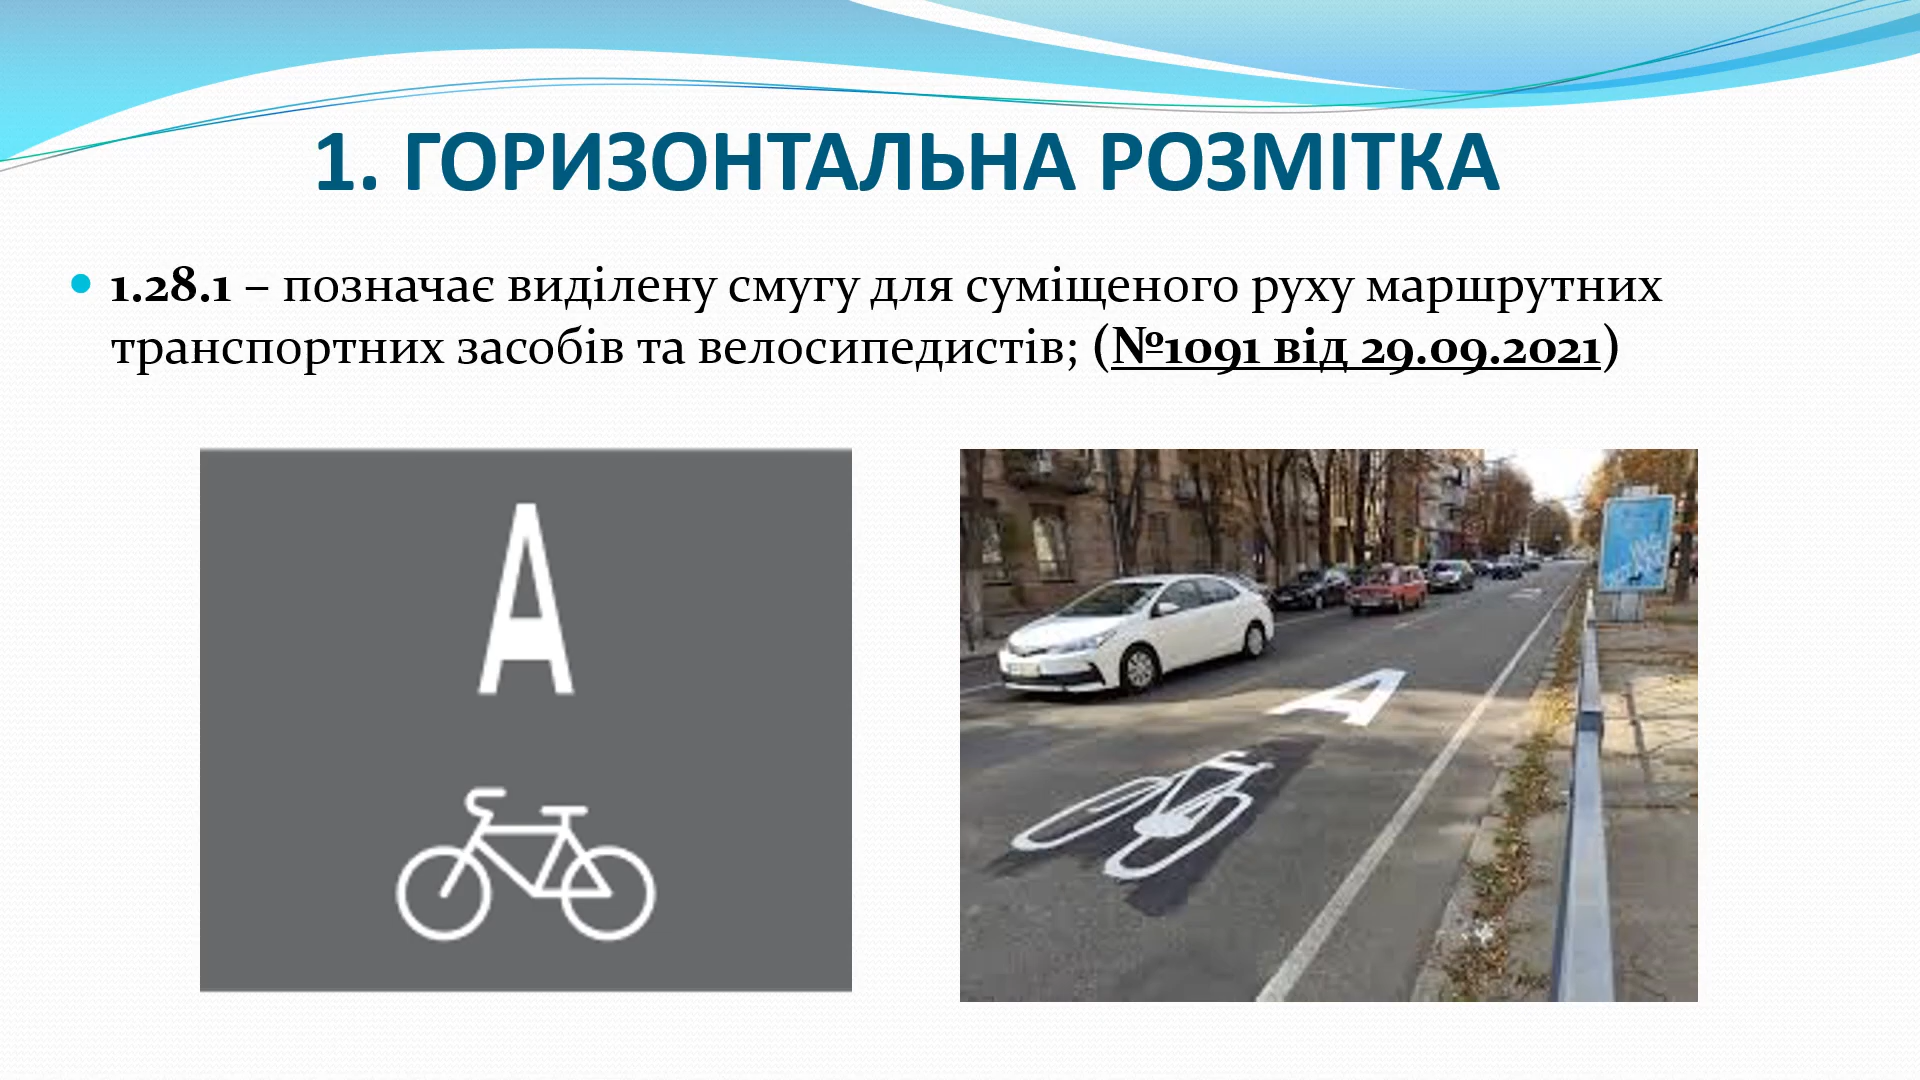 1. ГОРИЗОНТАЛЬНА РОЗМІТКА
1.28.1 – позначає виділену смугу для суміщеного руху маршрутних
транспортних засобів та велосипедистів; (№1091 від 29.09.2021)
А
А